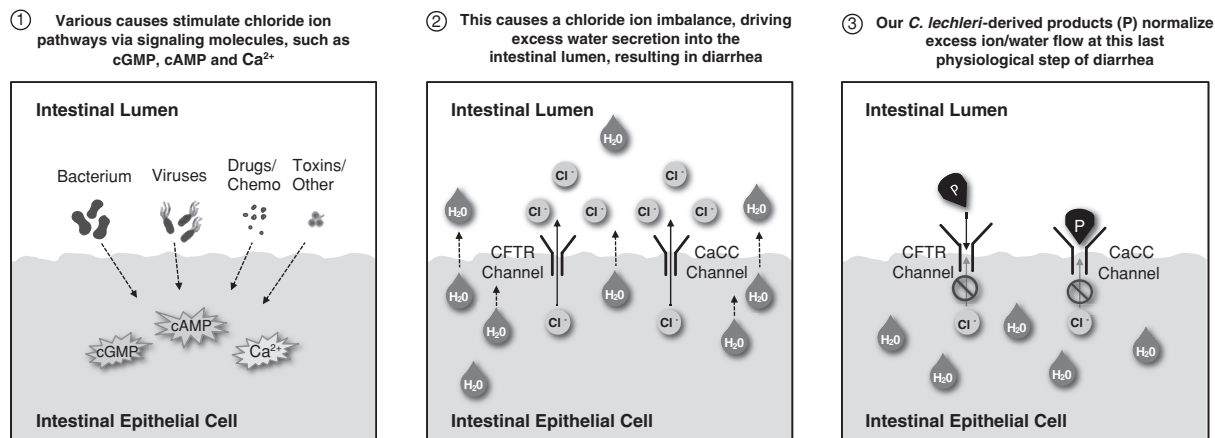 ① Various causes stimulate chloride ion
pathways via signaling molecules, such as
cGMP, cAMP and Ca²⁺
Intestinal Lumen
Bacterium
Viruses
Drugs/
Chemo
Toxins/
Other
cAMP
cGMP
Ca²⁺
Intestinal Epithelial Cell
② This causes a chloride ion imbalance, driving
excess water secretion into the
intestinal lumen, resulting in diarrhea
Intestinal Lumen
H₂0
Cl⁻
Cl⁻
H₂0
Cl⁻
Cl⁻
Cl⁻
Cl⁻
H₂0
CFTR
Channel
CaCC
Channel
H₂0
H₂0
H₂0
H₂0
Cl⁻
Cl⁻
H₂0
H₂0
Intestinal Epithelial Cell
③ Our C. lechleri-derived products (P) normalize
excess ion/water flow at this last
physiological step of diarrhea
Intestinal Lumen
P
P
CFTR
Channel
CaCC
Channel
H₂0
Cl⁻
H₂0
Cl⁻
H₂0
H₂0
H₂0
Intestinal Epithelial Cell